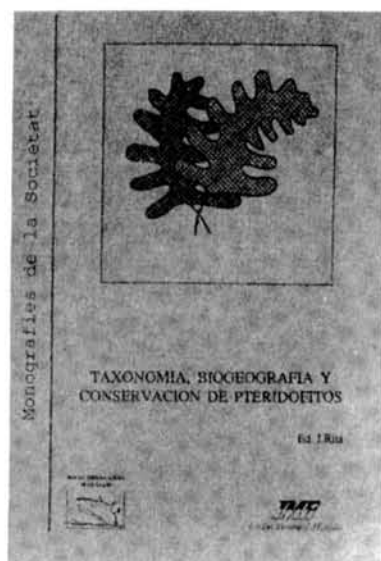 Monografies de la Societat
TAXONOMIA, BIOGEOGRAFIA Y
CONSERVACION DE PTERIDOFITOS
Ed. J.Rita